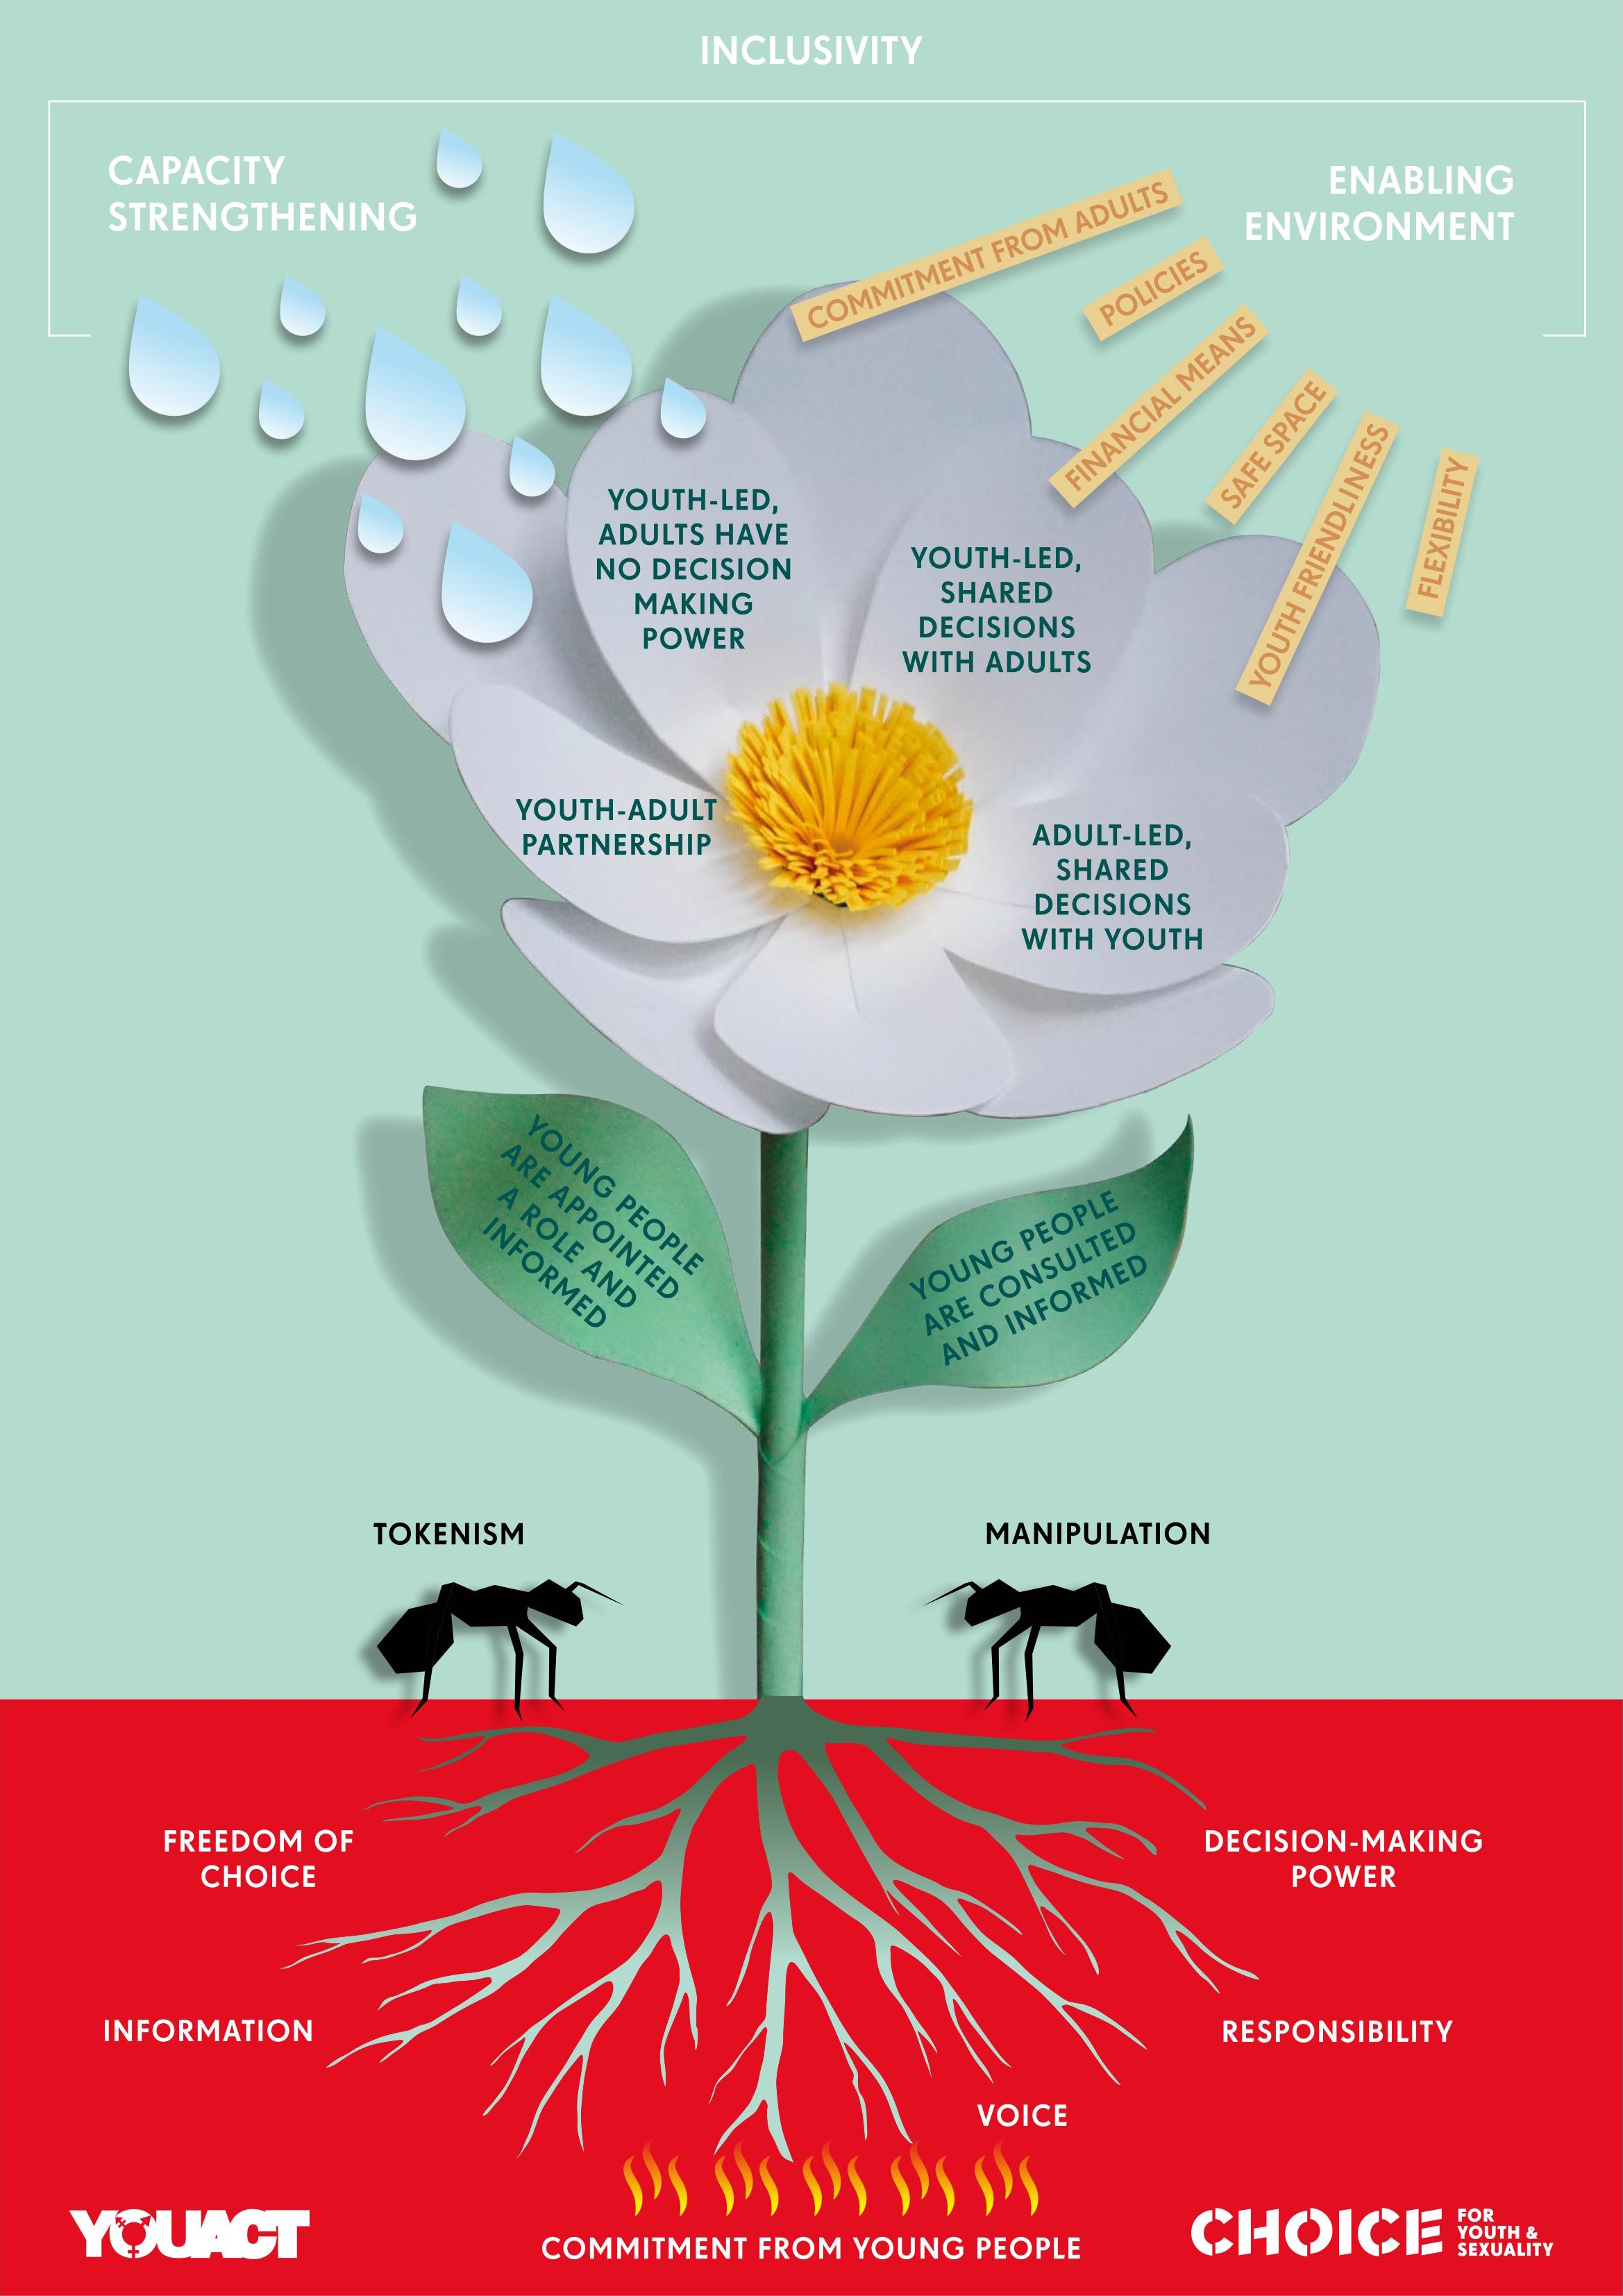 INCLUSIVITY
CAPACITY
STRENGTHENING
ENABLING
ENVIRONMENT
COMMITMENT FROM ADULTS
POLICIES
FINANCIAL MEANS
SAFE SPACE
YOUTH FRIENDLINESS
FLEXIBILITY
YOUTH-LED,
ADULTS HAVE
NO DECISION
MAKING
POWER
YOUTH-LED,
SHARED
DECISIONS
WITH ADULTS
YOUTH-ADULT
PARTNERSHIP
ADULT-LED,
SHARED
DECISIONS
WITH YOUTH
YOUNG PEOPLE
ARE APPOINTED
A ROLE AND
INFORMED
YOUNG PEOPLE
ARE CONSULTED
AND INFORMED
TOKENISM
MANIPULATION
FREEDOM OF
CHOICE
DECISION-MAKING
POWER
INFORMATION
RESPONSIBILITY
VOICE
COMMITMENT FROM YOUNG PEOPLE
YOUACT
CHOICE
FOR
YOUTH &
SEXUALITY